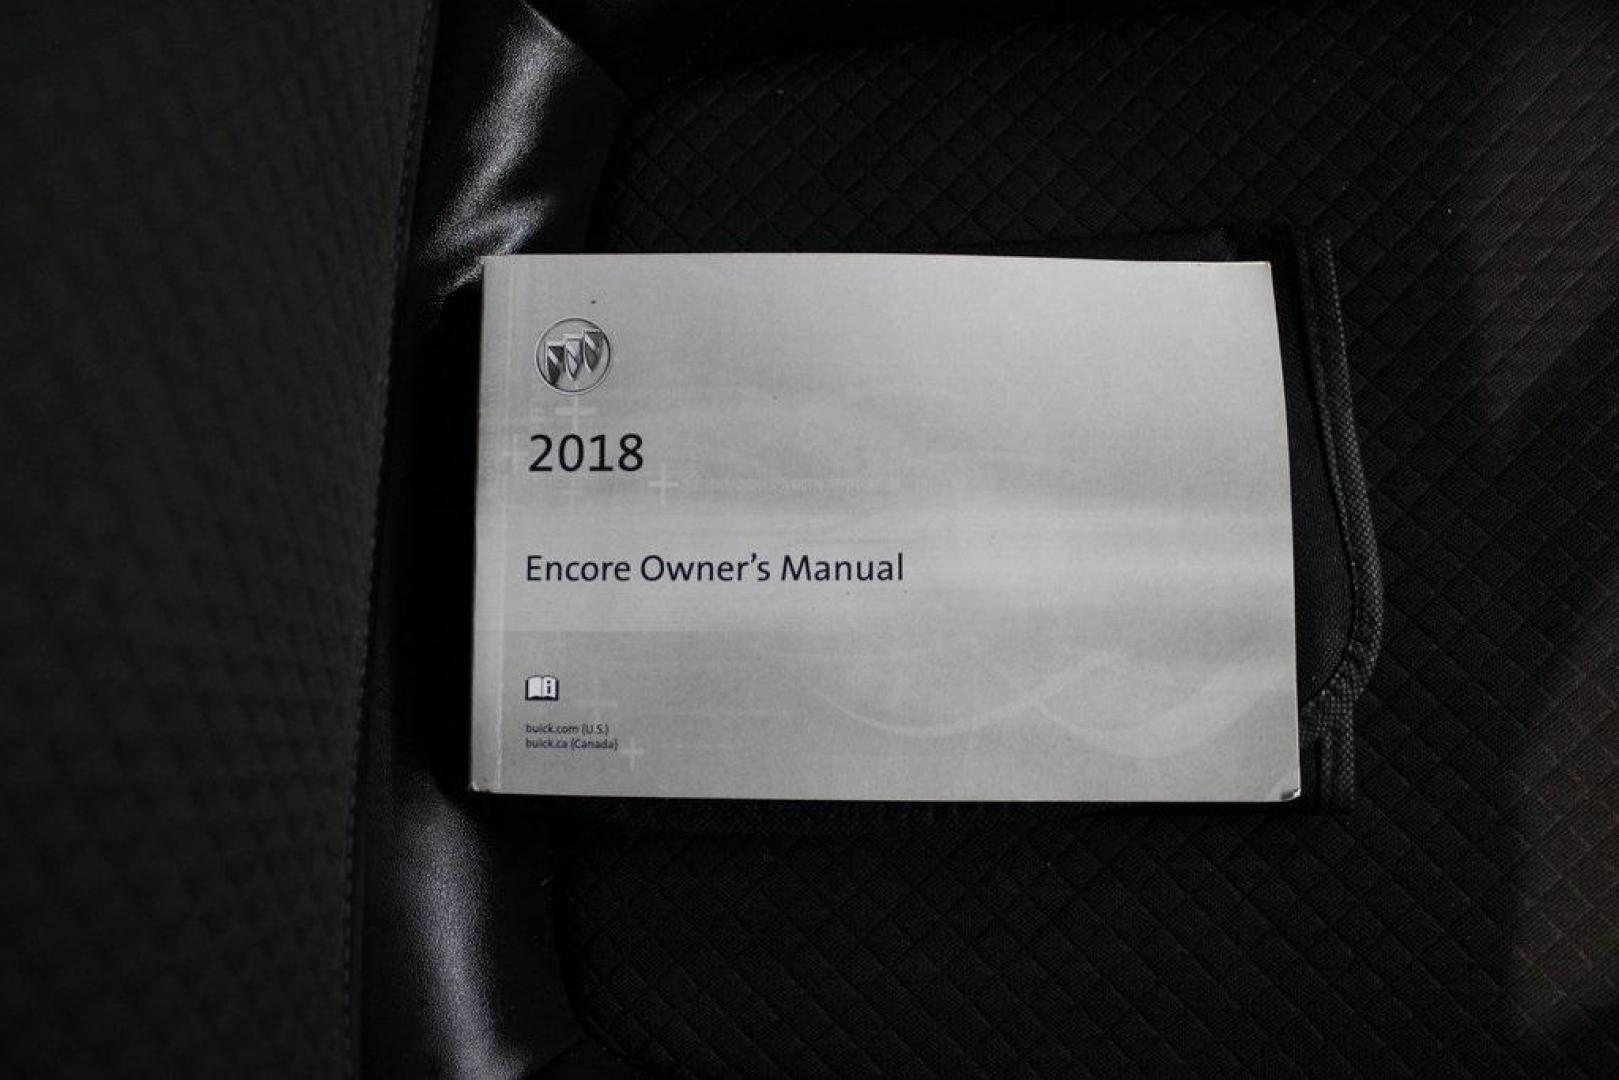 2018
Encore Owner's Manual
buick.com (U.S.)
buick.ca (Canada)